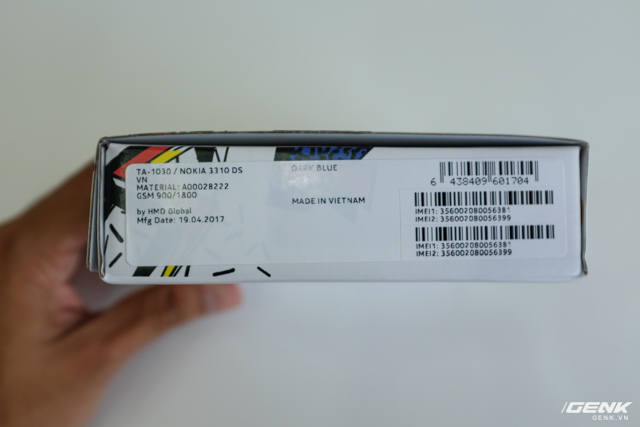 TA-1030 / NOKIA 3310 DS
VN
MATERIAL: A00028222
GSM 900/1800
by HMD Global
Mfg Date: 19.04.2017
DARK BLUE
MADE IN VIETNAM
6 438409 601704
IMEI1: 356002080056381
IMEI2: 356002080056399
IMEI1: 356002080056381
IMEI2: 356002080056399
GENK
GENK.VN